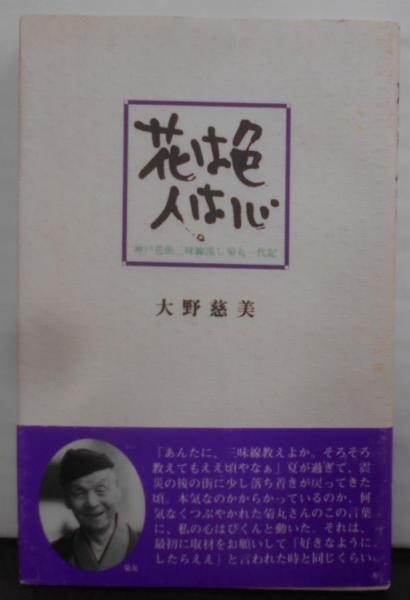 花は色
人は心
神戸花街三味線流し菊丸一代記
大野慈美
「あんたに、三味線教えよか。そろそろ
教えてもええ頃やなぁ」夏が過ぎて、震
災の後の街に少し落ち着きが戻ってきた
頃。本気なのかからかっているのか、何
気なくつぶやかれた菊丸さんのこの言葉
に、私の心はぴくんと動いた。それは、
最初に取材をお願いして「好きなように
したらええ」と言われた時と同じくらい
菊丸